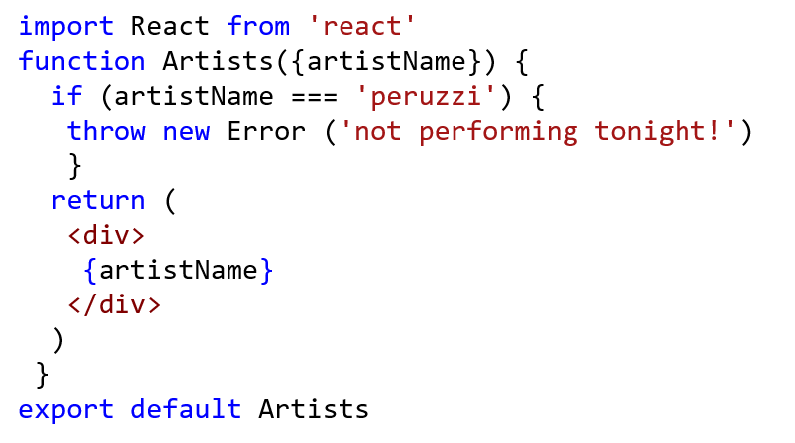 import React from 'react'
function Artists({artistName}) {
  if (artistName === 'peruzzi') {
   throw new Error ('not performing tonight!')
   }
  return (
   <div>
    {artistName}
   </div>
  )
 }
export default Artists